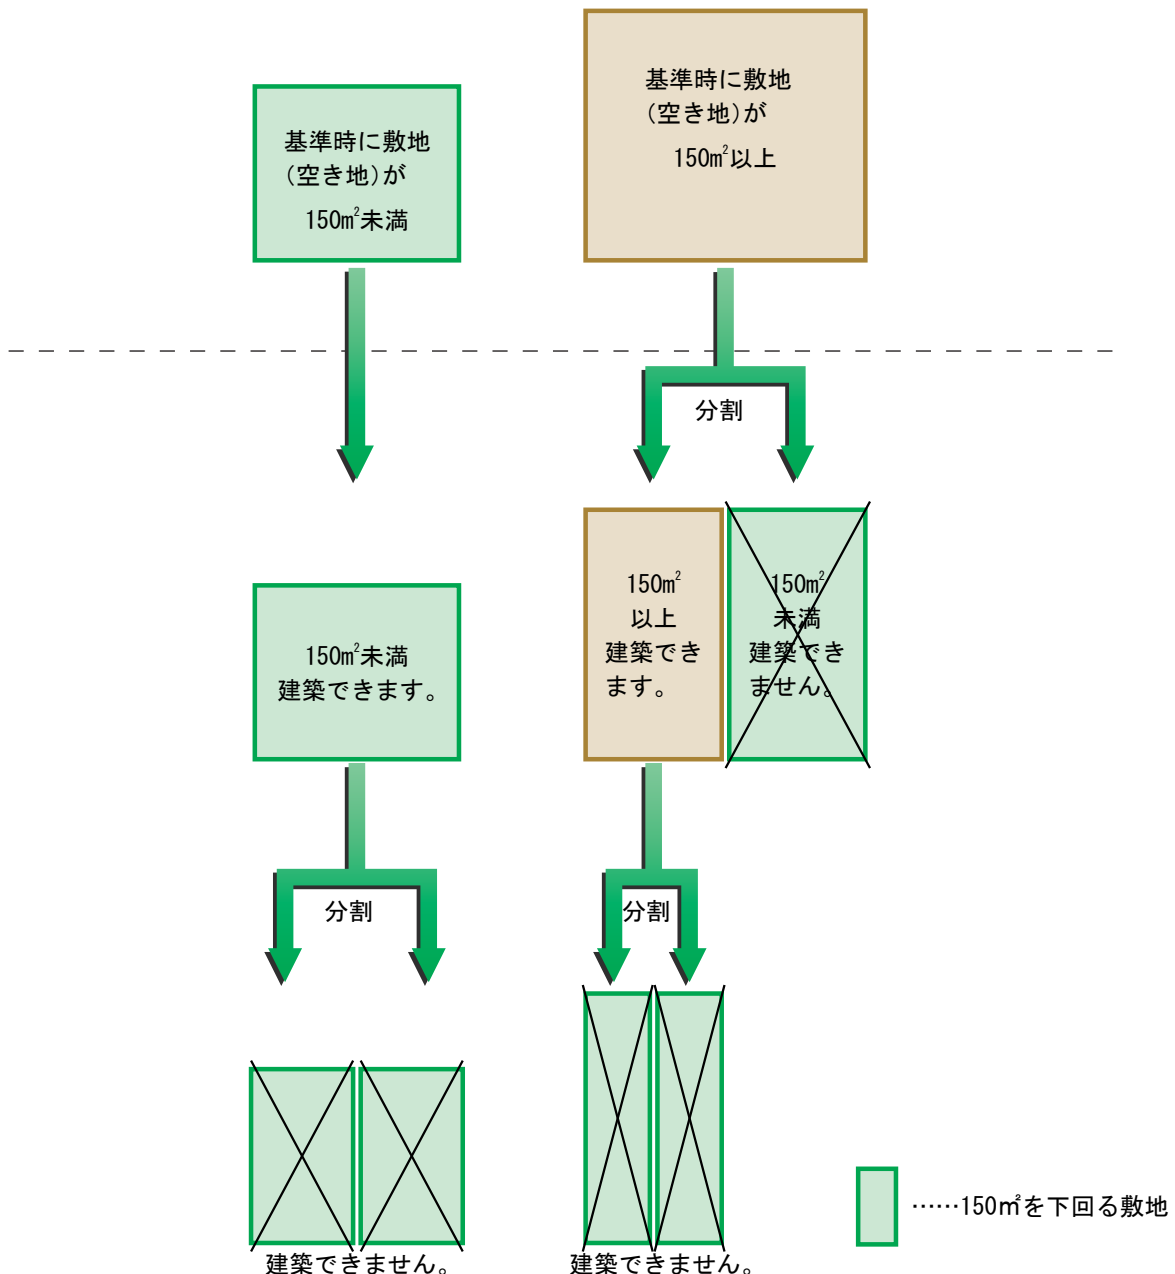 基準時に敷地
(空き地)が
150m²未満
基準時に敷地
(空き地)が
150m²以上
分割
150m²未満
建築できます。
150m²
以上
建築でき
ます。
150m²
未満
建築でき
ません。
分割
分割
建築できません。
建築できません。
……150㎡を下回る敷地